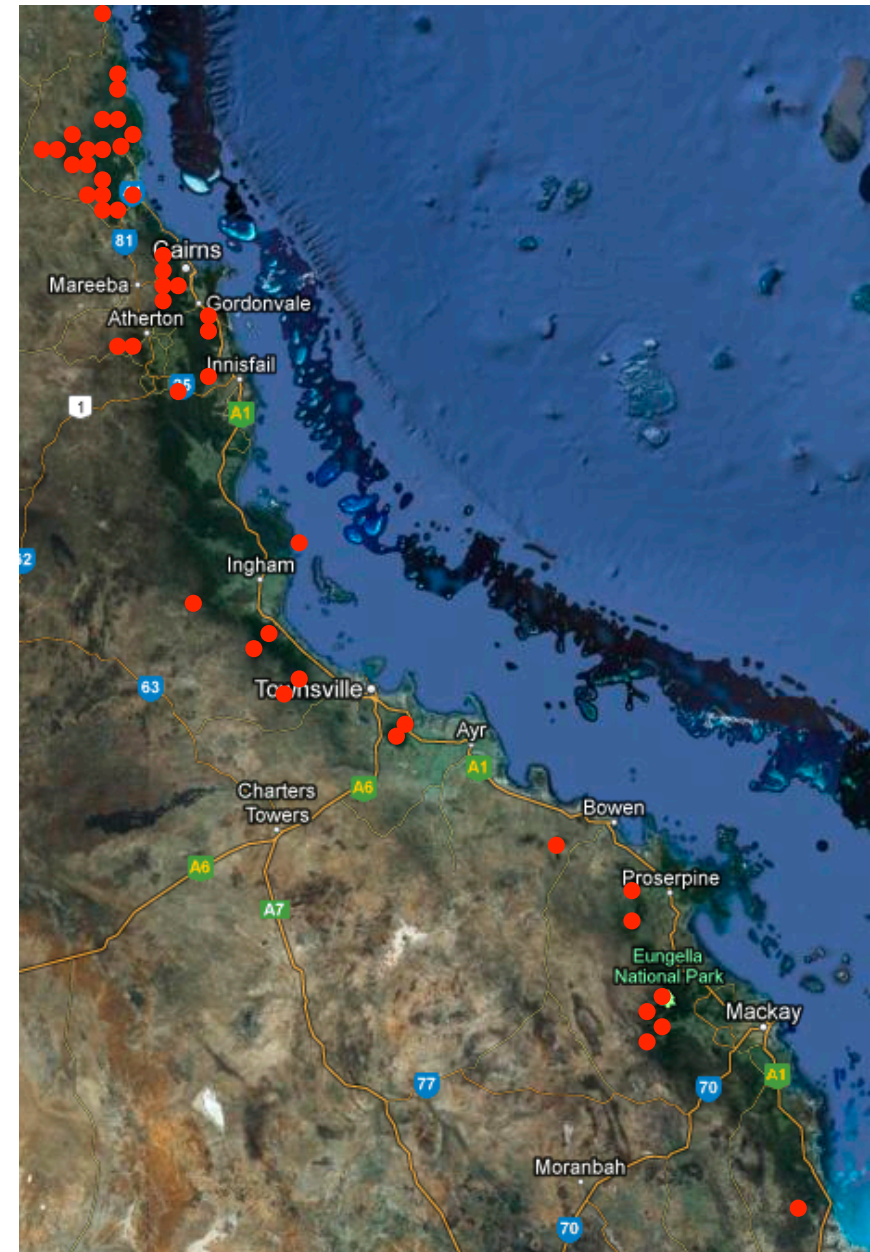 81
Cairns
Mareeba
Gordonvale
Atherton
Innisfail
25
1
A1
Ingham
63
Townsville
Ayr
A1
A6
Charters
Towers
Bowen
A6
Proserpine
A7
Eungella
National Park
Mackay
A1
77
70
Moranbah
70